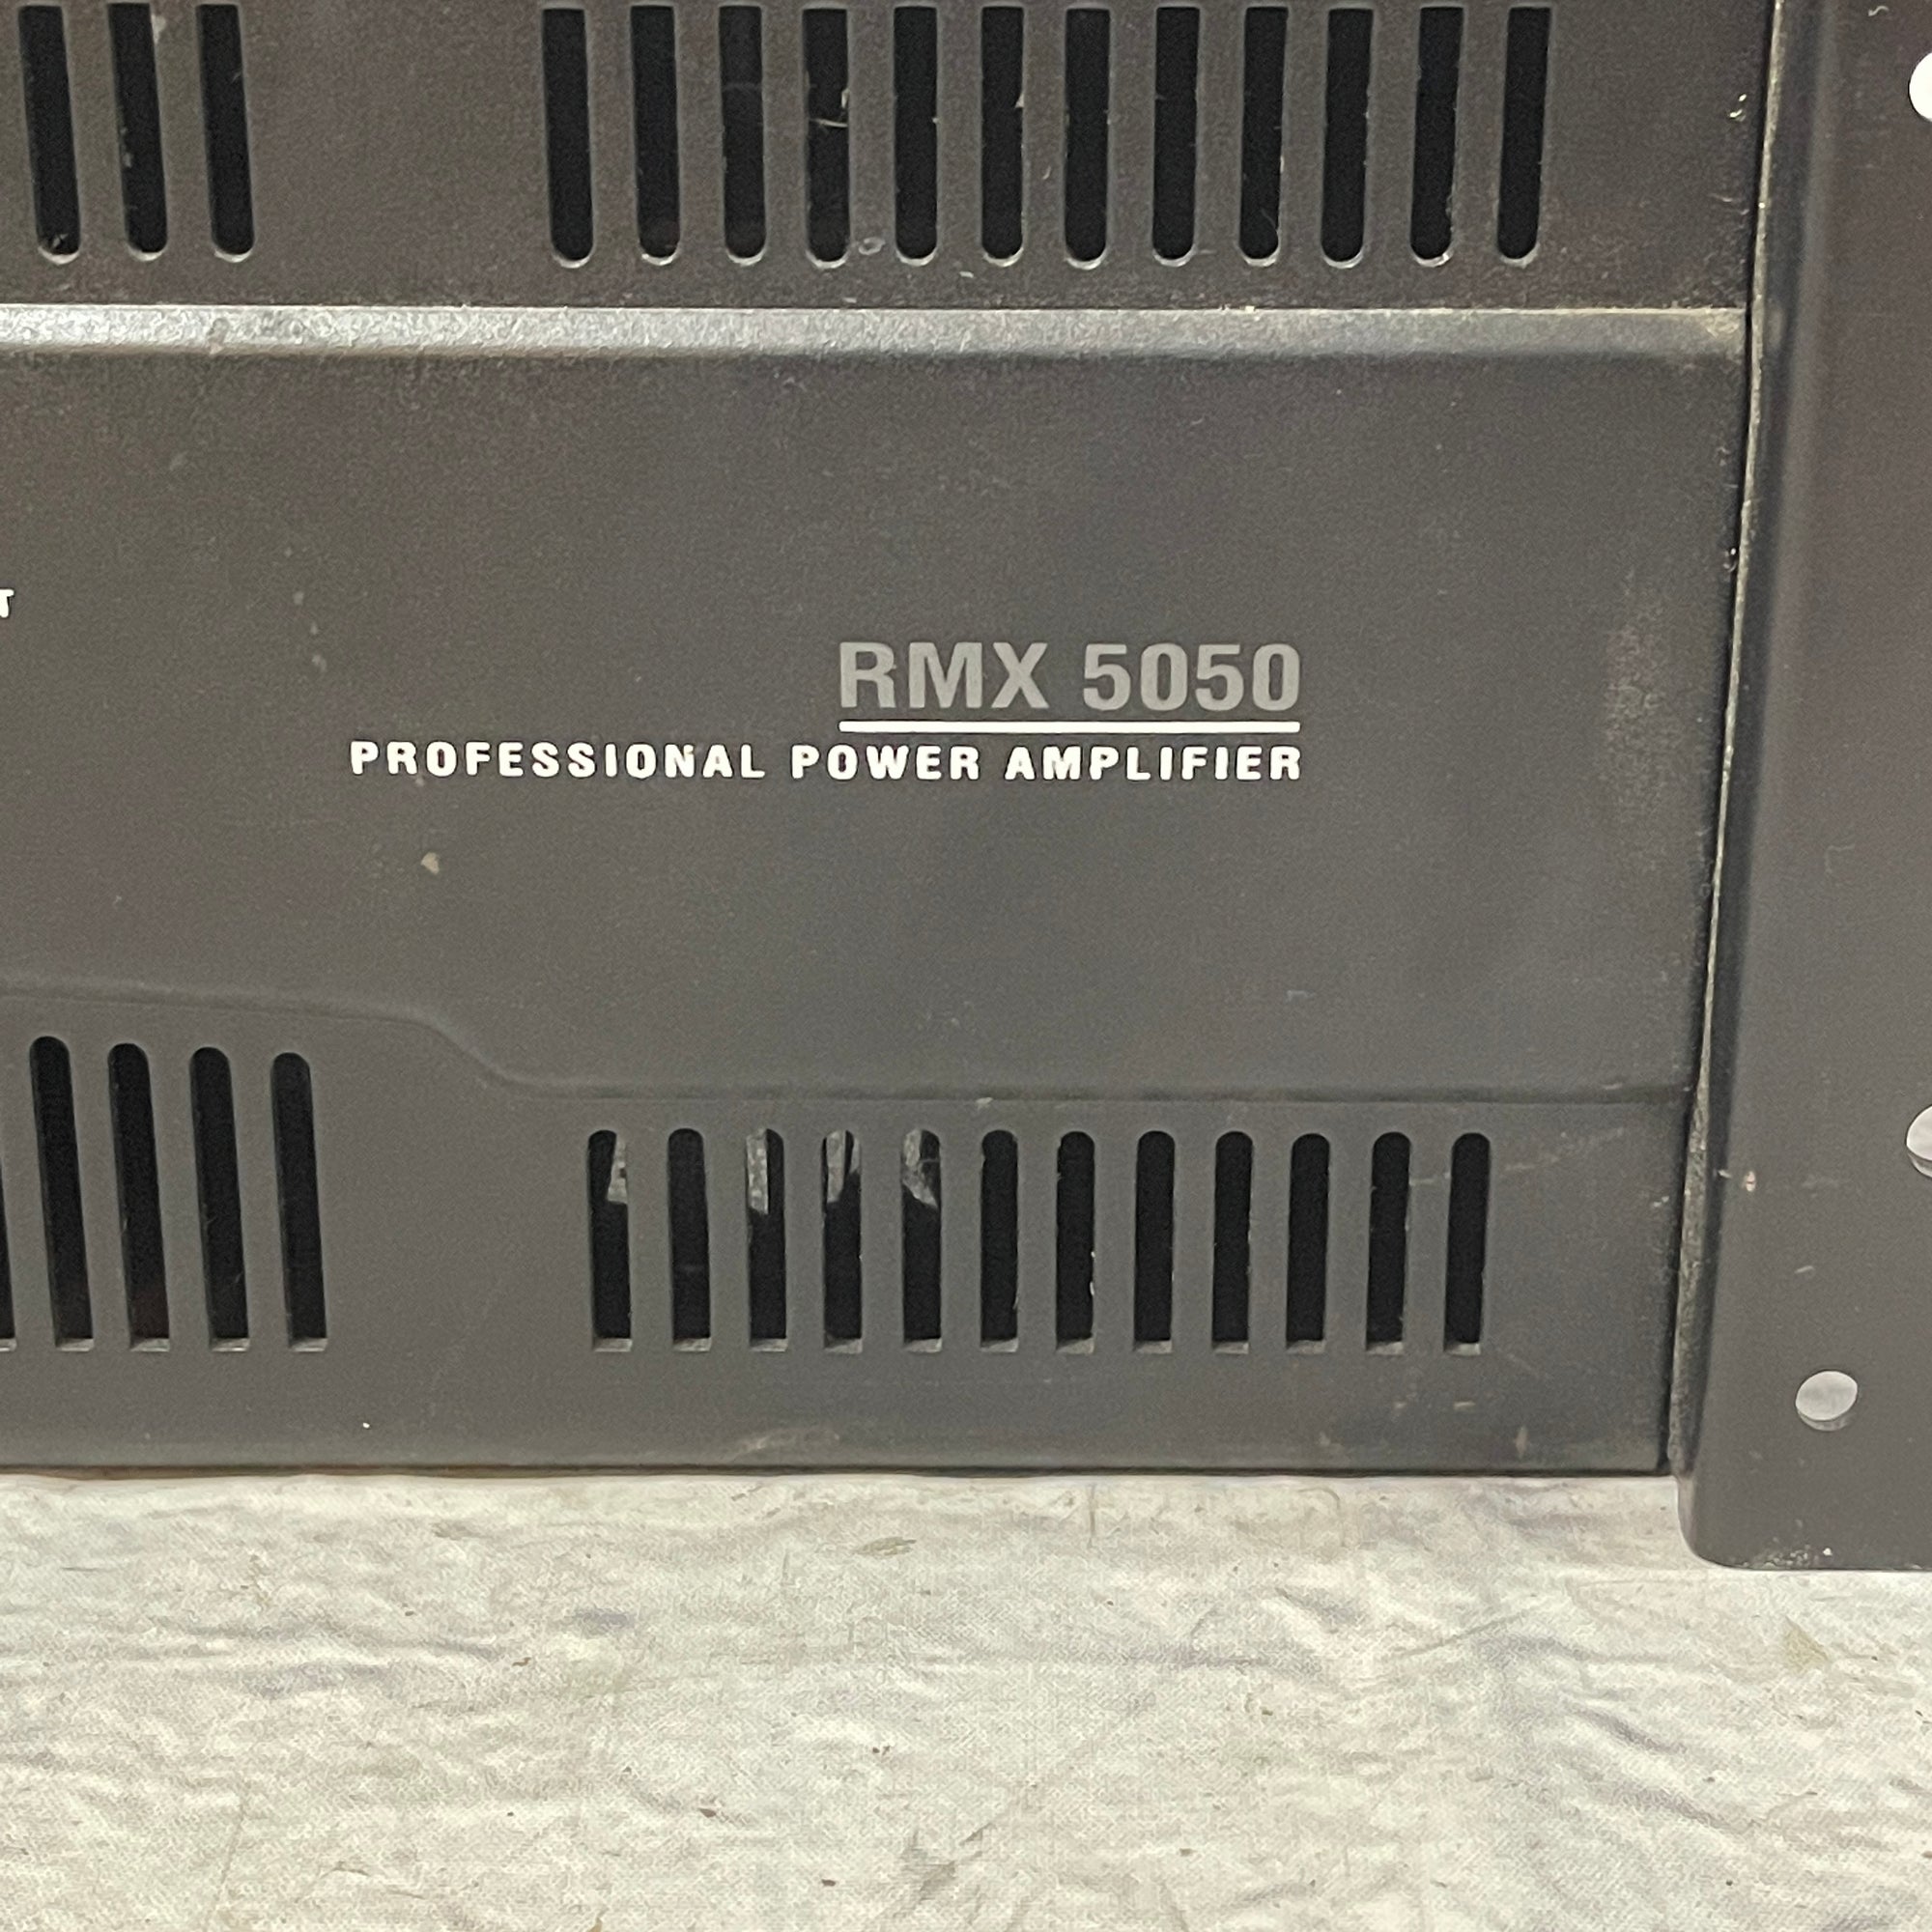 RMX 5050
PROFESSIONAL POWER AMPLIFIER